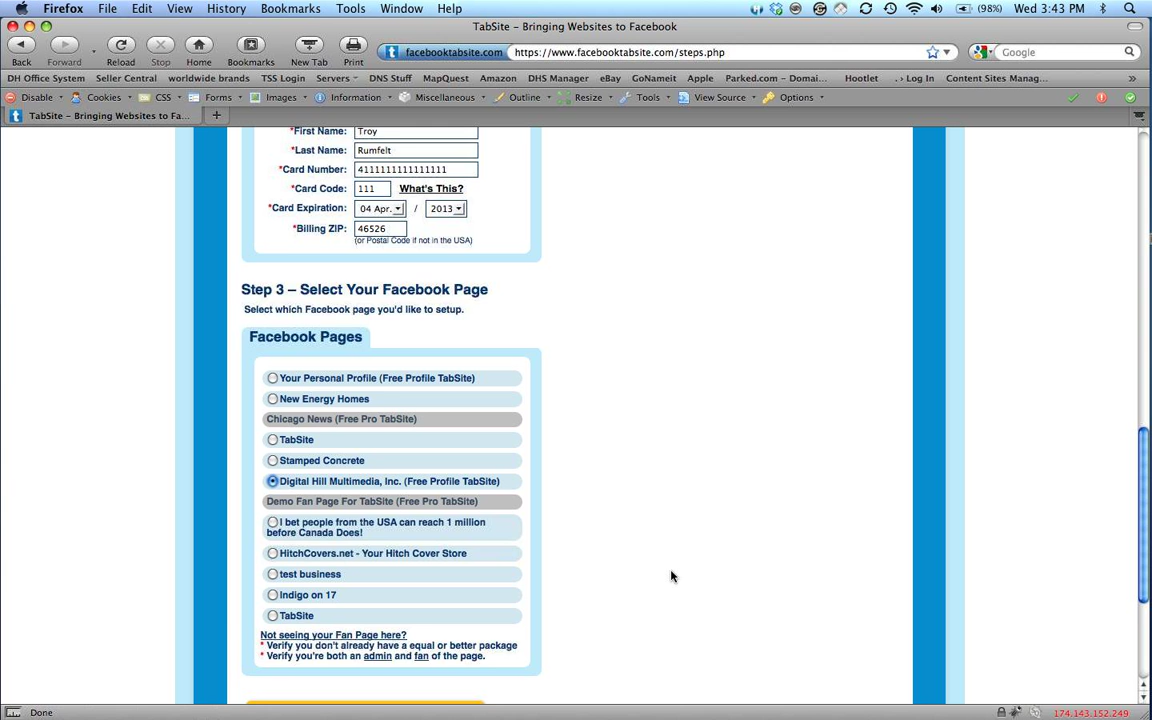 Firefox File Edit View History Bookmarks Tools Window Help (98%) Wed 3:43 PM
TabSite – Bringing Websites to Facebook
facebooktabsite.com https://www.facebooktabsite.com/steps.php Google
Back Forward Reload Stop Home Bookmarks New Tab Print
DH Office System Seller Central worldwide brands TSS Login Servers DNS Stuff MapQuest Amazon DHS Manager eBay GoNameit Apple Parked.com – Domai... Hootlet .› Log In Content Sites Manag... »
Disable Cookies CSS Forms Images Information Miscellaneous Outline Resize Tools View Source Options
TabSite – Bringing Websites to Fa... +
*First Name: Troy
*Last Name: Rumfelt
*Card Number: 4111111111111111
*Card Code: 111 What's This?
*Card Expiration: 04 Apr. / 2013
*Billing ZIP: 46526
(or Postal Code if not in the USA)
Step 3 – Select Your Facebook Page
Select which Facebook page you'd like to setup.
Facebook Pages
Your Personal Profile (Free Profile TabSite)
New Energy Homes
Chicago News (Free Pro TabSite)
TabSite
Stamped Concrete
Digital Hill Multimedia, Inc. (Free Profile TabSite)
Demo Fan Page For TabSite (Free Pro TabSite)
I bet people from the USA can reach 1 million
before Canada Does!
HitchCovers.net - Your Hitch Cover Store
test business
Indigo on 17
TabSite
Not seeing your Fan Page here?
* Verify you don't already have a equal or better package
* Verify you're both an admin and fan of the page.
Done 174.143.152.249